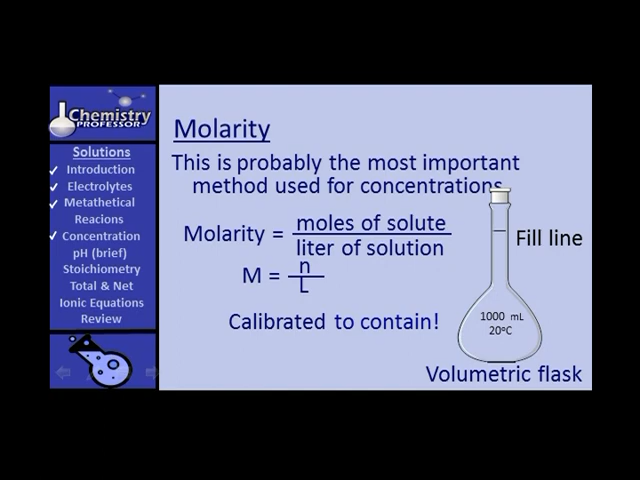 Chemistry
PROFESSOR
Solutions
Introduction
Electrolytes
Metathetical
Reacions
Concentration
pH (brief)
Stoichiometry
Total & Net
Ionic Equations
Review
Molarity
This is probably the most important
method used for concentrations.
Molarity = moles of solute
liter of solution
M = n
L
Calibrated to contain!
Fill line
1000 mL
20°C
Volumetric flask